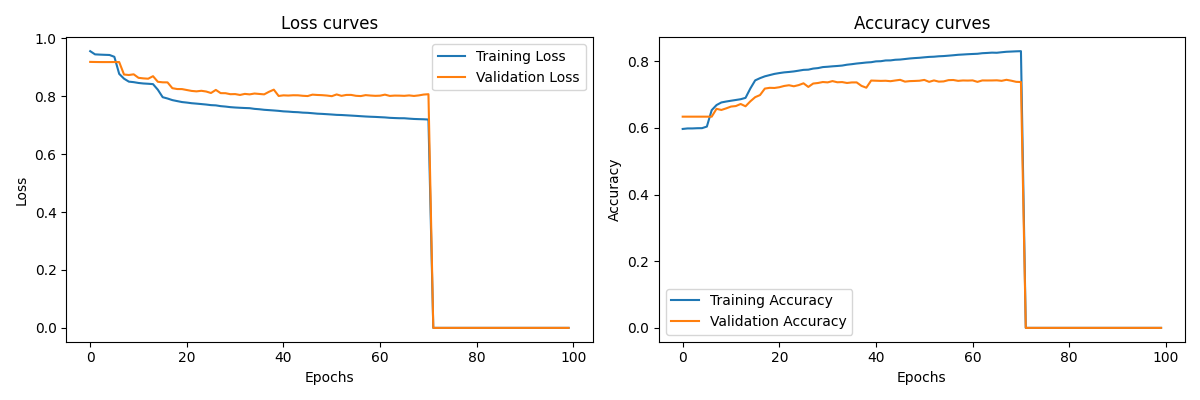 Loss curves
1.0
0.8
0.6
0.4
0.2
0.0
Loss
Training Loss
Validation Loss
0 20 40 60 80 100
Epochs
Accuracy curves
0.8
0.6
0.4
0.2
0.0
Accuracy
Training Accuracy
Validation Accuracy
0 20 40 60 80 100
Epochs